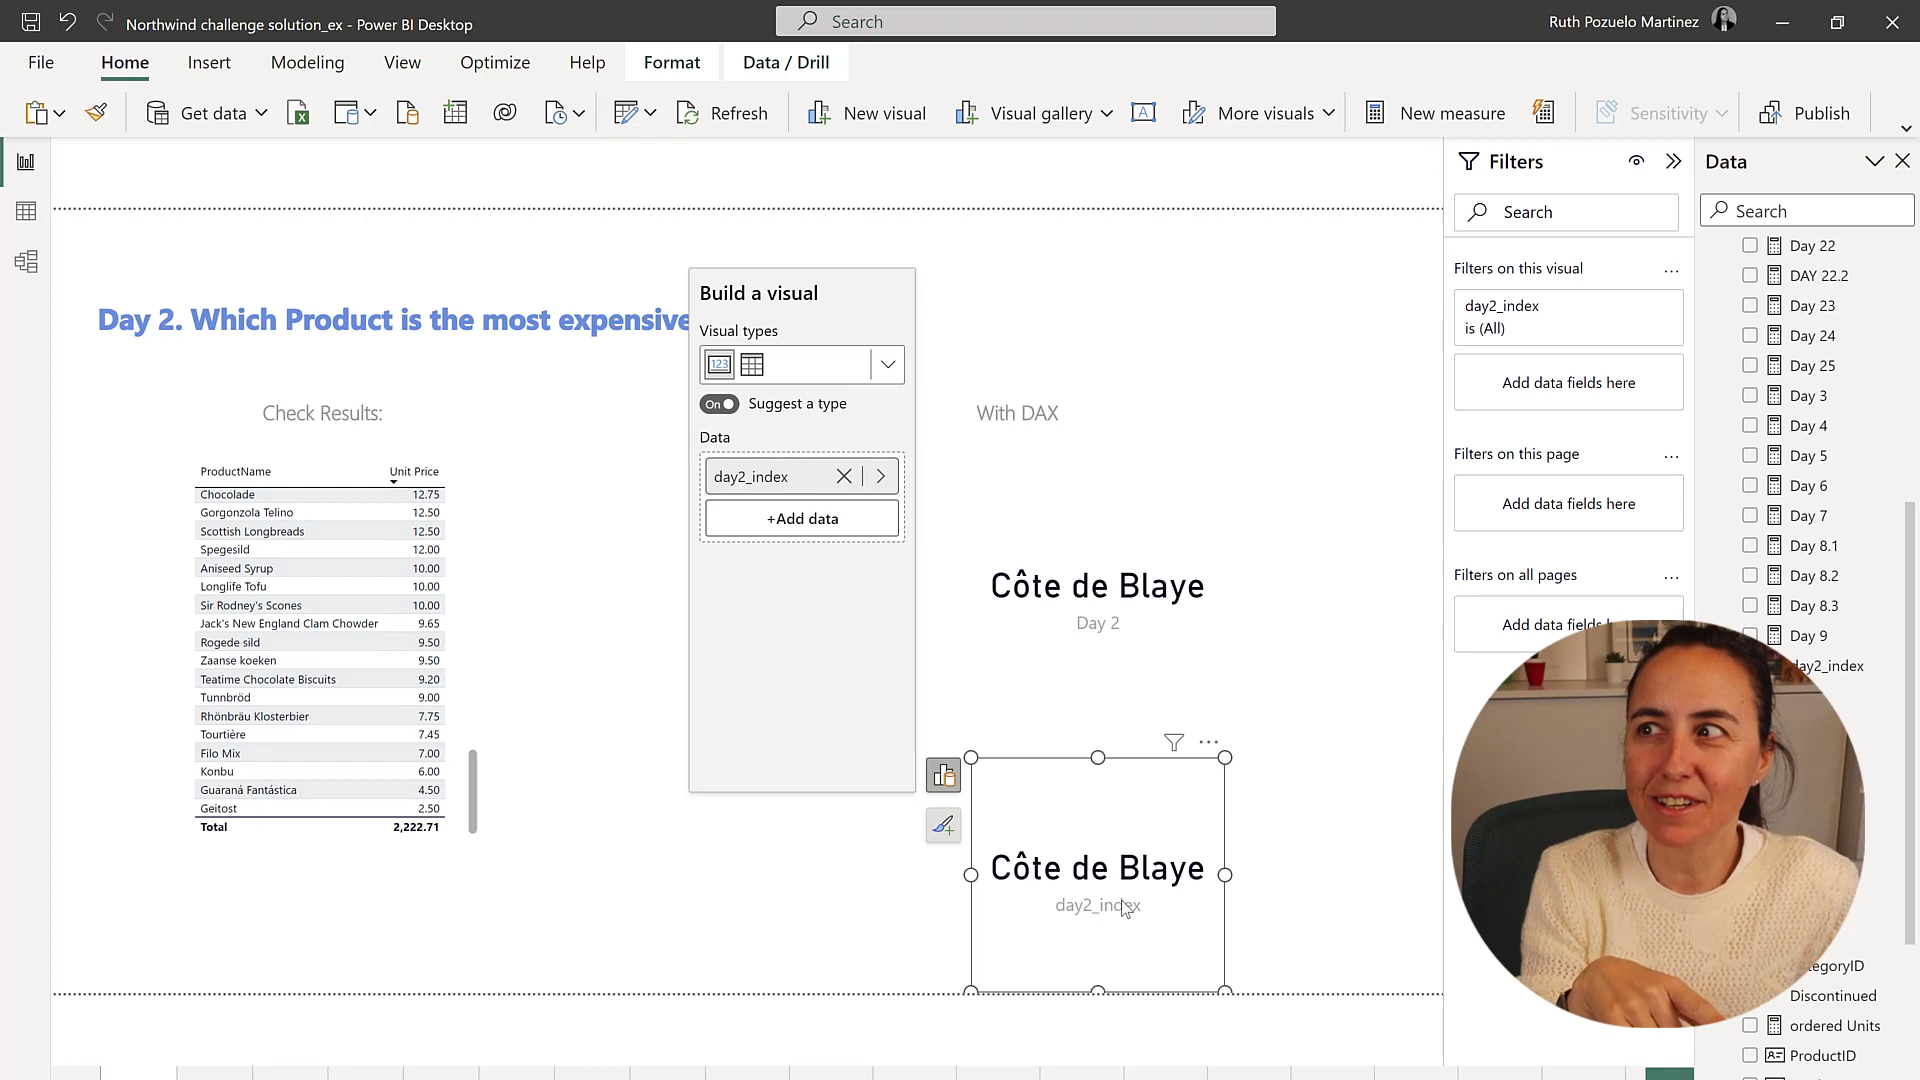 Northwind challenge solution_ex - Power BI Desktop
Search
Ruth Pozuelo Martinez
File
Home
Insert
Modeling
View
Optimize
Help
Format
Data / Drill
Get data
Refresh
New visual
Visual gallery
A
More visuals
New measure
Sensitivity
Publish
Day 2. Which Product is the most expensive
Check Results:
ProductName Unit Price
Chocolade 12.75
Gorgonzola Telino 12.50
Scottish Longbreads 12.50
Spegesild 12.00
Aniseed Syrup 10.00
Longlife Tofu 10.00
Sir Rodney's Scones 10.00
Jack's New England Clam Chowder 9.65
Rogede sild 9.50
Zaanse koeken 9.50
Teatime Chocolate Biscuits 9.20
Tunnbröd 9.00
Rhönbräu Klosterbier 7.75
Tourtière 7.45
Filo Mix 7.00
Konbu 6.00
Guaraná Fantástica 4.50
Geitost 2.50
Total 2,222.71
Build a visual
Visual types
123
On Suggest a type
Data
day2_index
+Add data
With DAX
Côte de Blaye
Day 2
Côte de Blaye
day2_index
Filters
Search
Filters on this visual
day2_index
is (All)
Add data fields here
Filters on this page
Add data fields here
Filters on all pages
Add data fields
Data
Search
Day 22
DAY 22.2
Day 23
Day 24
Day 25
Day 3
Day 4
Day 5
Day 6
Day 7
Day 8.1
Day 8.2
Day 8.3
Day 9
day2_index
tegoryID
Discontinued
ordered Units
ProductID